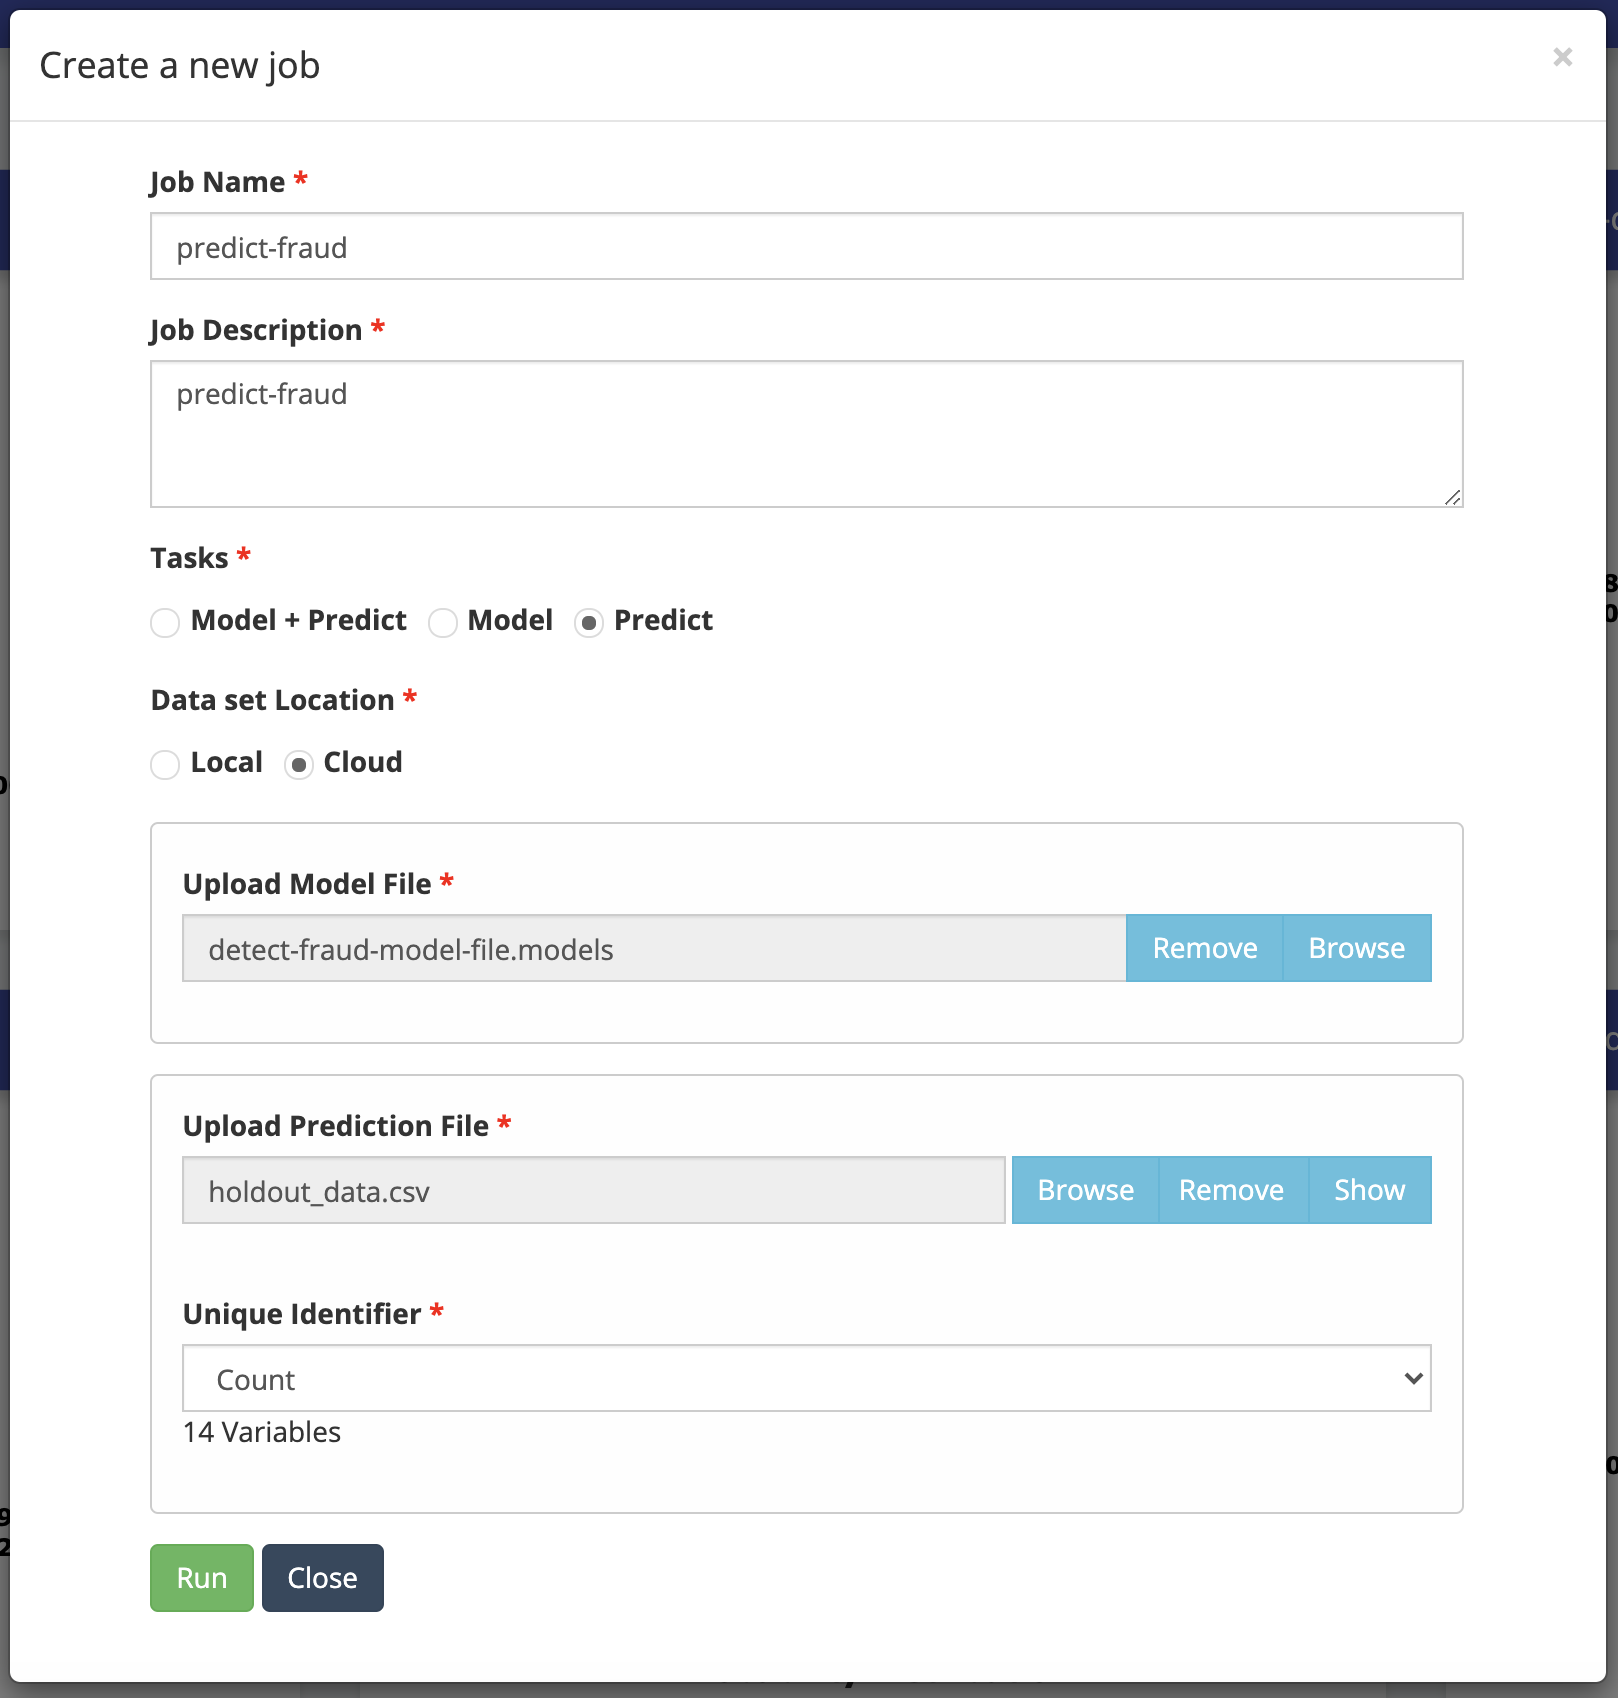 Create a new job
×
Job Name *
predict-fraud
Job Description *
predict-fraud
Tasks *
Model + Predict Model Predict
Data set Location *
Local Cloud
Upload Model File *
detect-fraud-model-file.models Remove Browse
Upload Prediction File *
holdout_data.csv Browse Remove Show
Unique Identifier *
Count
14 Variables
Run Close